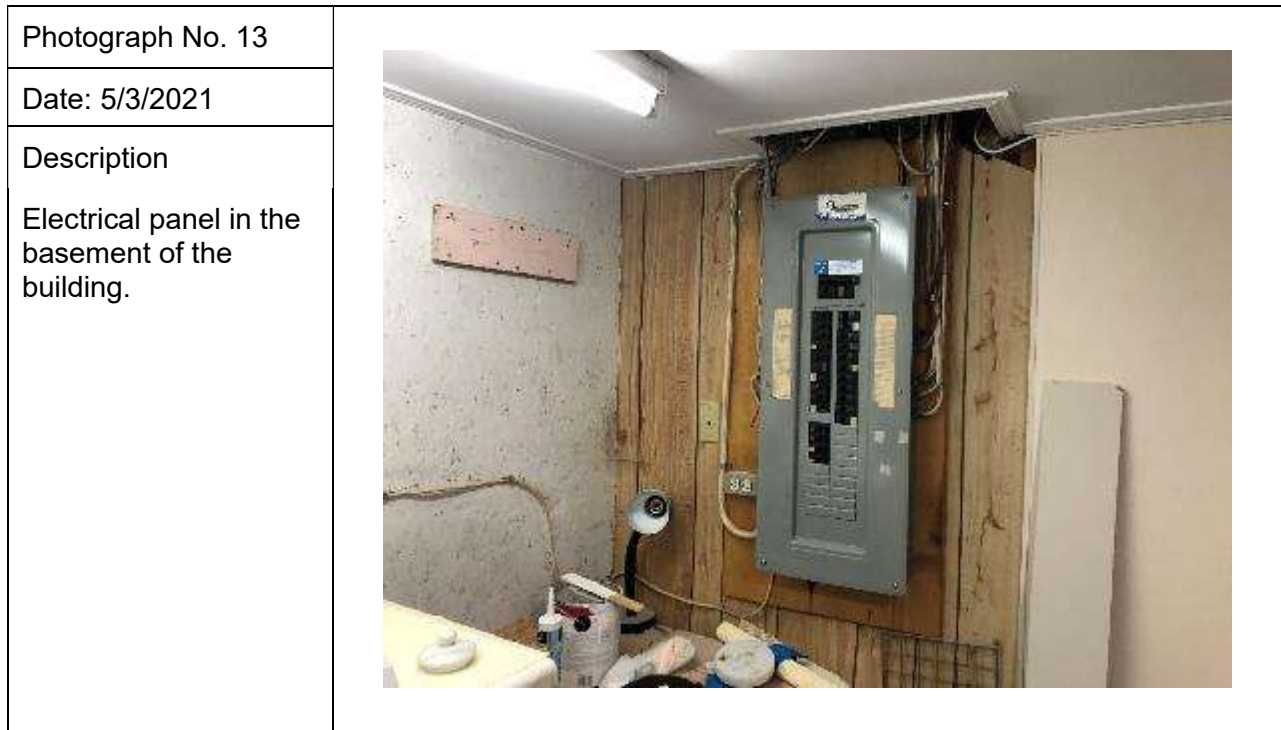 Photograph No. 13
Date: 5/3/2021
Description
Electrical panel in the
basement of the
building.